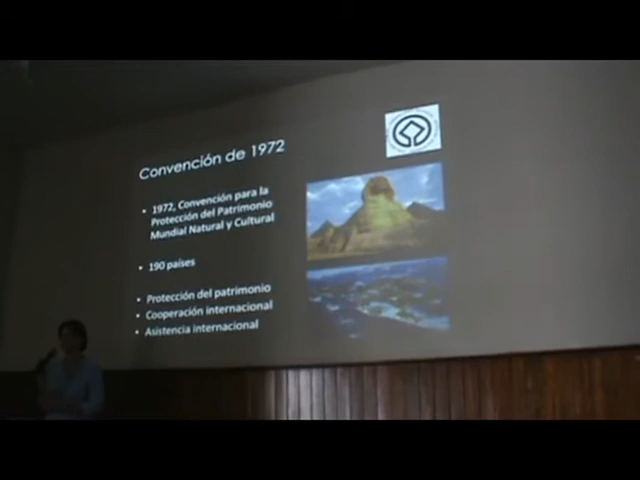 Convención de 1972
• 1972, Convención para la
Protección del Patrimonio
Mundial Natural y Cultural
• 190 países
• Protección del patrimonio
• Cooperación internacional
• Asistencia internacional